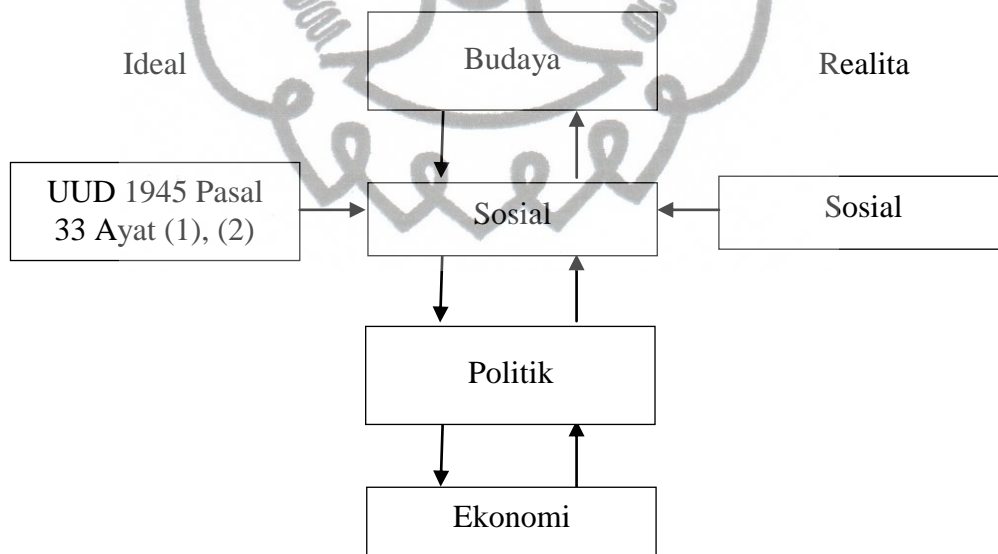 Ideal
Budaya
Realita
UUD 1945 Pasal
33 Ayat (1), (2)
Sosial
Sosial
Politik
Ekonomi